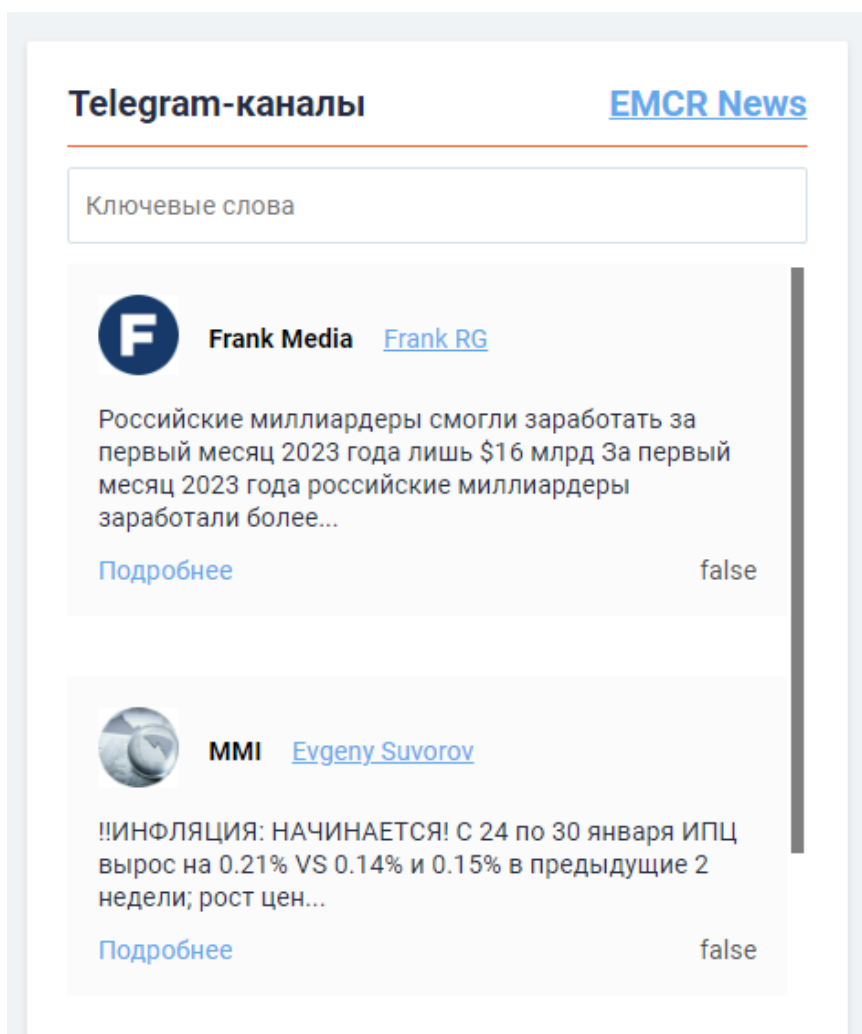 Telegram-каналы EMCR News
Ключевые слова
F Frank Media Frank RG
Российские миллиардеры смогли заработать за
первый месяц 2023 года лишь $16 млрд За первый
месяц 2023 года российские миллиардеры
заработали более...
Подробнее false
MMI Evgeny Suvorov
!!ИНФЛЯЦИЯ: НАЧИНАЕТСЯ! С 24 по 30 января ИПЦ
вырос на 0.21% VS 0.14% и 0.15% в предыдущие 2
недели; рост цен...
Подробнее false